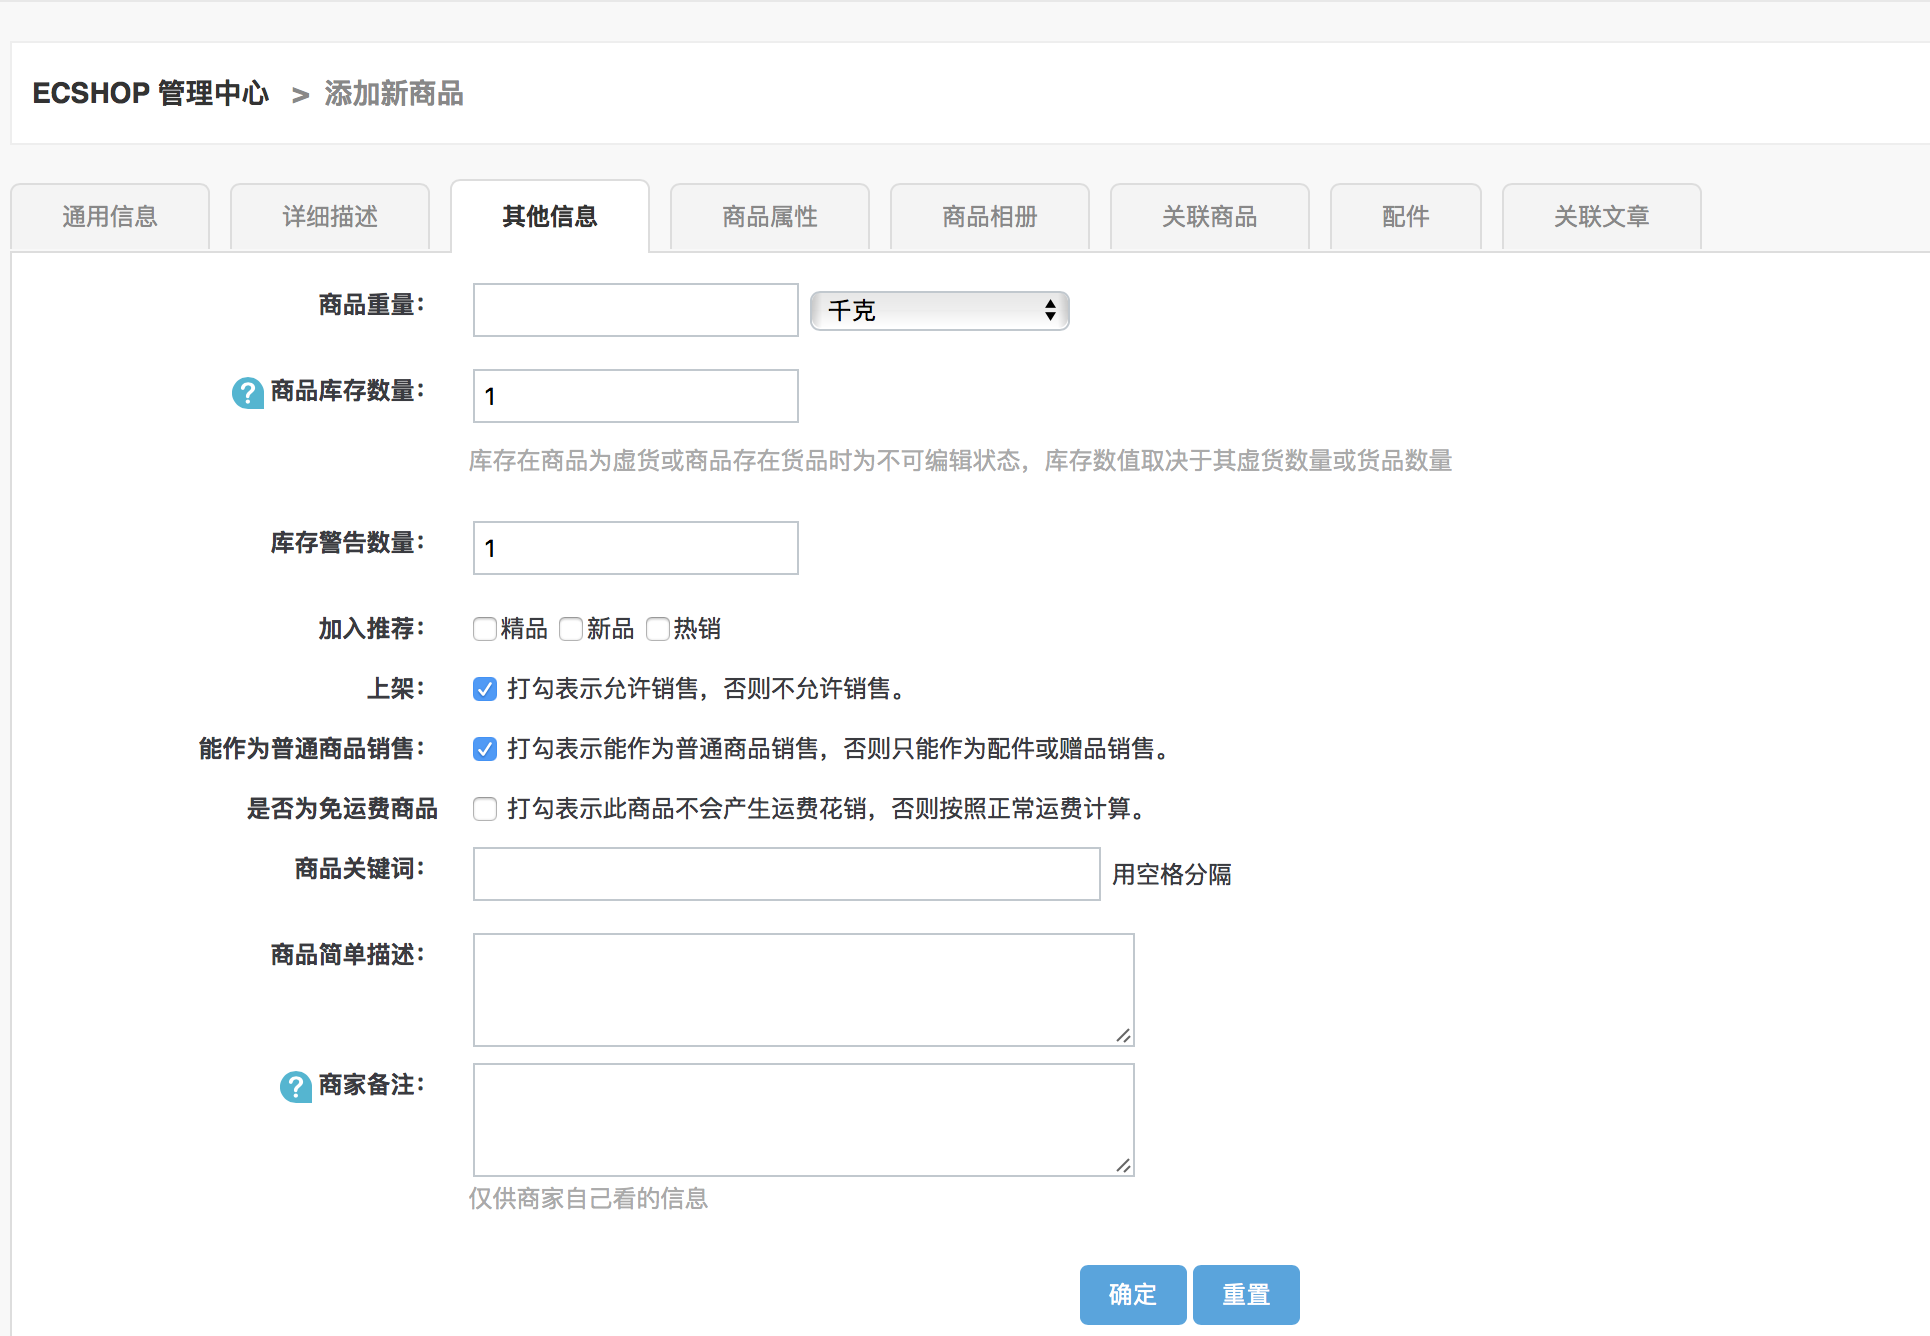 ECSHOP 管理中心 > 添加新商品
通用信息 详细描述 其他信息 商品属性 商品相册 关联商品 配件 关联文章
商品重量： 千克
? 商品库存数量： 1
库存在商品为虚货或商品存在货品时为不可编辑状态，库存数值取决于其虚货数量或货品数量
库存警告数量： 1
加入推荐： 精品 新品 热销
上架： 打勾表示允许销售，否则不允许销售。
能作为普通商品销售： 打勾表示能作为普通商品销售，否则只能作为配件或赠品销售。
是否为免运费商品 打勾表示此商品不会产生运费花销，否则按照正常运费计算。
商品关键词： 用空格分隔
商品简单描述：
? 商家备注：
仅供商家自己看的信息
确定 重置